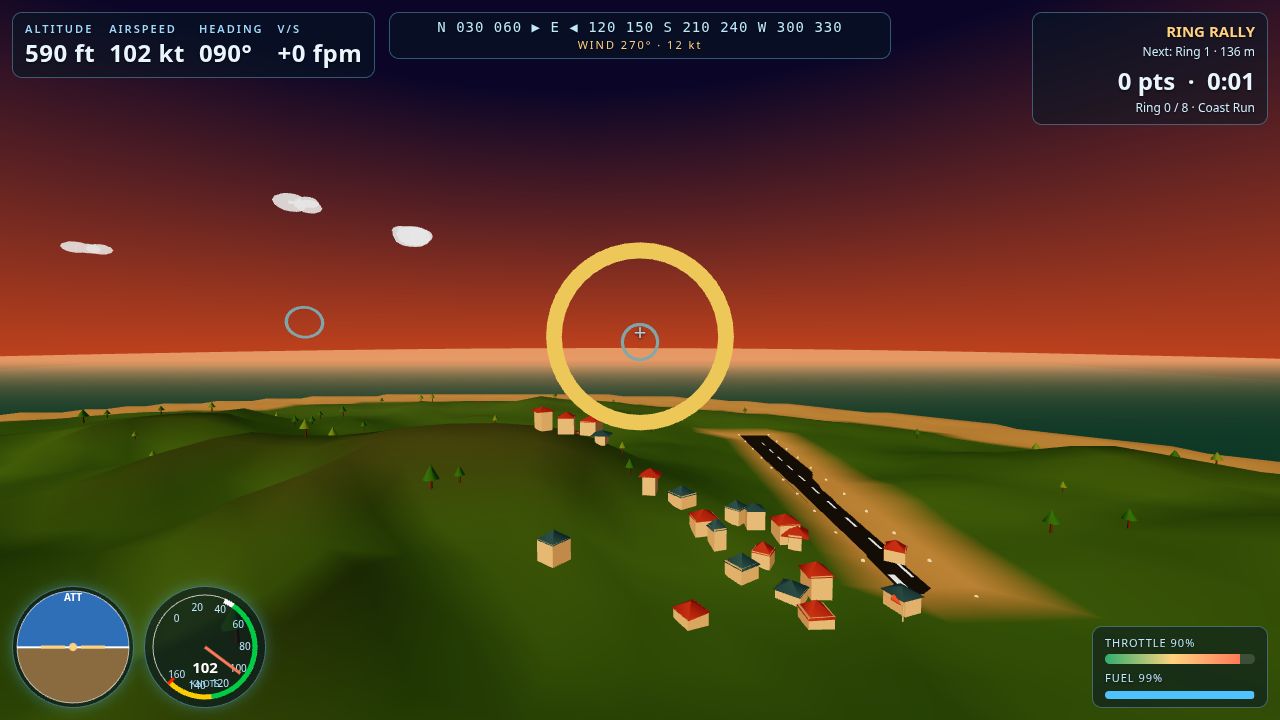 ALTITUDE AIRSPEED HEADING V/S
590 ft 102 kt 090° +0 fpm
N 030 060 ▶ E ◀ 120 150 S 210 240 W 300 330
WIND 270° · 12 kt
RING RALLY
Next: Ring 1 · 136 m
0 pts · 0:01
Ring 0 / 8 · Coast Run
ATT
0 20 40 60 80 100 120 140 160
102
THROTTLE 90%
FUEL 99%